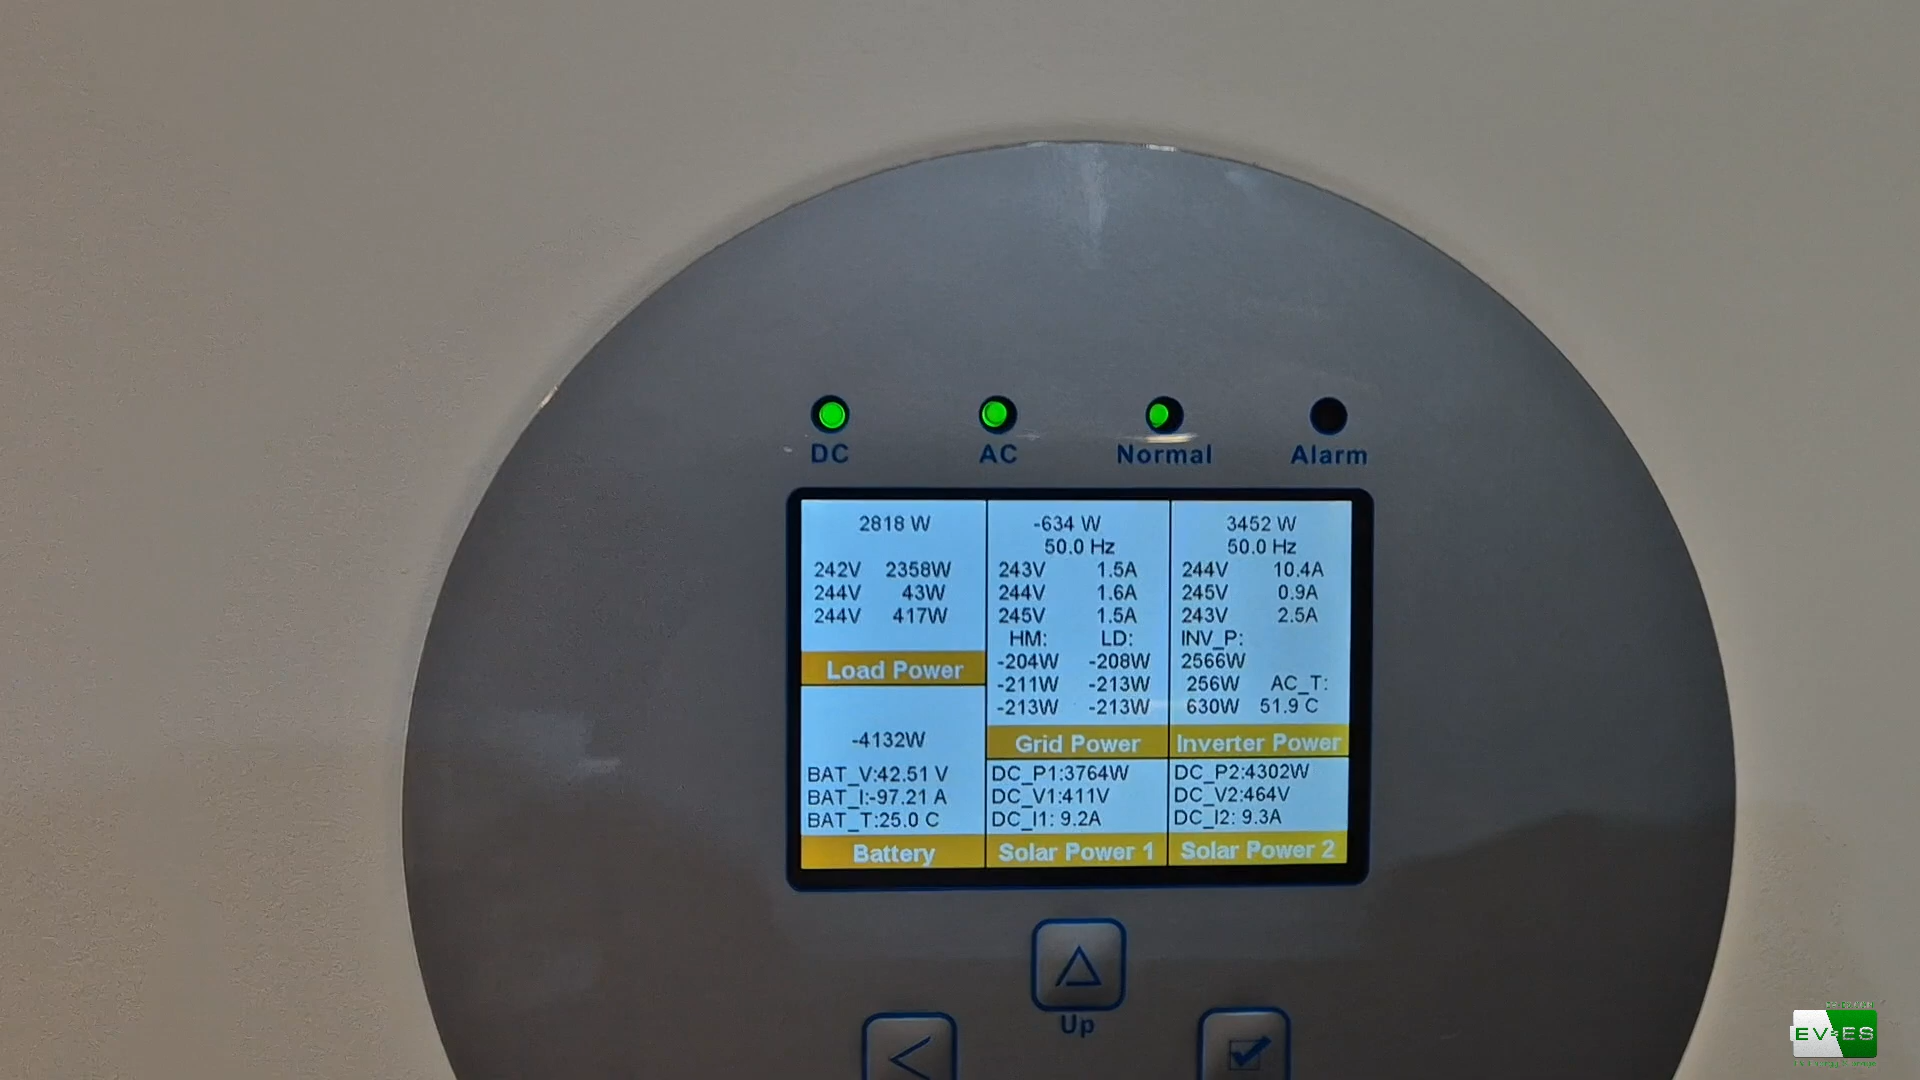 DC AC Normal Alarm
2818 W
242V 2358W
244V 43W
244V 417W
Load Power
-634 W
50.0 Hz
243V 1.5A
244V 1.6A
245V 1.5A
HM: LD:
-204W -208W
-211W -213W
-213W -213W
Grid Power
3452 W
50.0 Hz
244V 10.4A
245V 0.9A
243V 2.5A
INV_P:
2566W
256W AC_T:
630W 51.9 C
Inverter Power
-4132W
BAT_V:42.51 V
BAT_I:-97.21 A
BAT_T:25.0 C
Battery
DC_P1:3764W
DC_V1:411V
DC_I1: 9.2A
Solar Power 1
DC_P2:4302W
DC_V2:464V
DC_I2: 9.3A
Solar Power 2
Up
EV ES